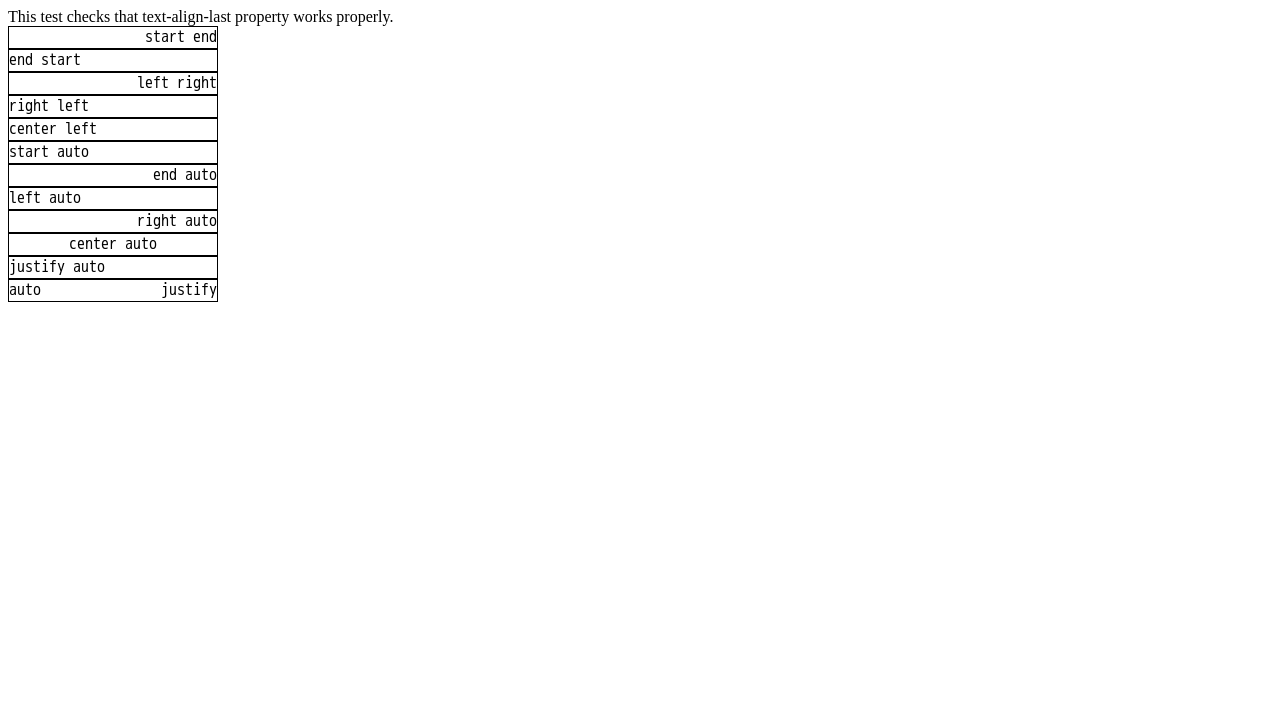 This test checks that text-align-last property works properly.
start end
end start
left right
right left
center left
start auto
end auto
left auto
right auto
center auto
justify auto
auto justify